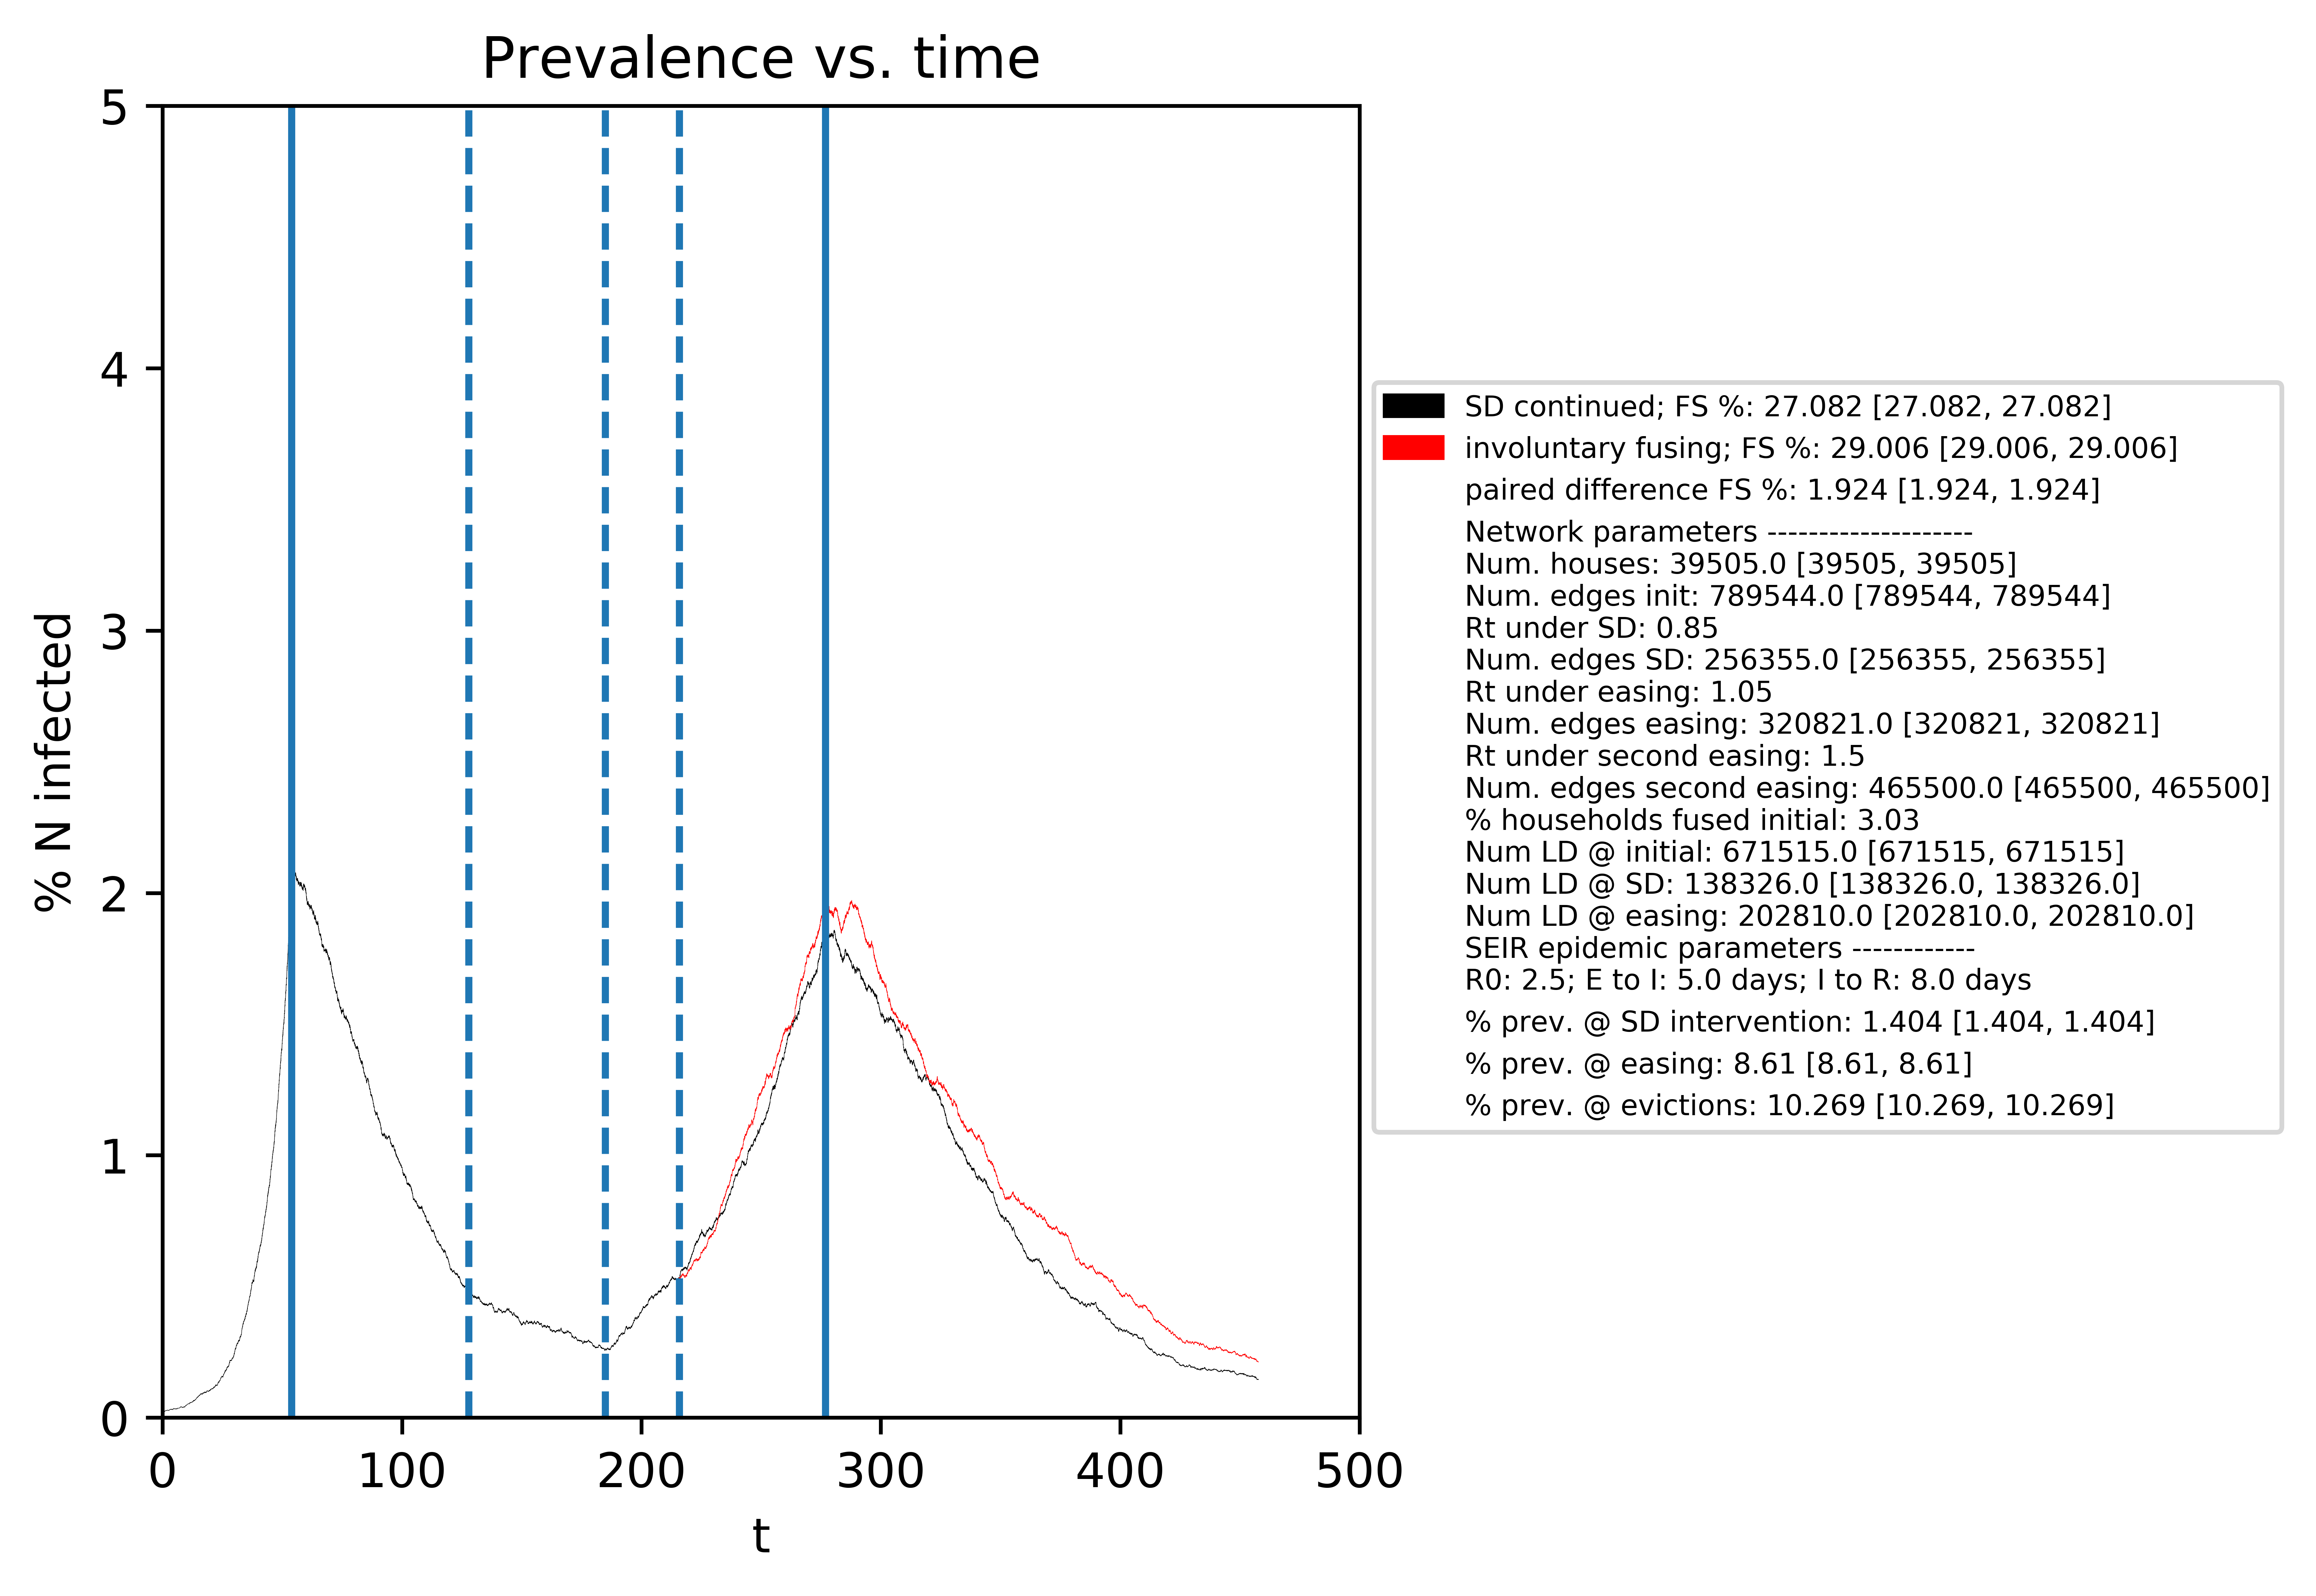 Prevalence vs. time
5
4
3
2
1
0
% N infected
0 100 200 300 400 500
t
SD continued; FS %: 27.082 [27.082, 27.082]
involuntary fusing; FS %: 29.006 [29.006, 29.006]
paired difference FS %: 1.924 [1.924, 1.924]
Network parameters --------------------
Num. houses: 39505.0 [39505, 39505]
Num. edges init: 789544.0 [789544, 789544]
Rt under SD: 0.85
Num. edges SD: 256355.0 [256355, 256355]
Rt under easing: 1.05
Num. edges easing: 320821.0 [320821, 320821]
Rt under second easing: 1.5
Num. edges second easing: 465500.0 [465500, 465500]
% households fused initial: 3.03
Num LD @ initial: 671515.0 [671515, 671515]
Num LD @ SD: 138326.0 [138326.0, 138326.0]
Num LD @ easing: 202810.0 [202810.0, 202810.0]
SEIR epidemic parameters ------------
R0: 2.5; E to I: 5.0 days; I to R: 8.0 days
% prev. @ SD intervention: 1.404 [1.404, 1.404]
% prev. @ easing: 8.61 [8.61, 8.61]
% prev. @ evictions: 10.269 [10.269, 10.269]